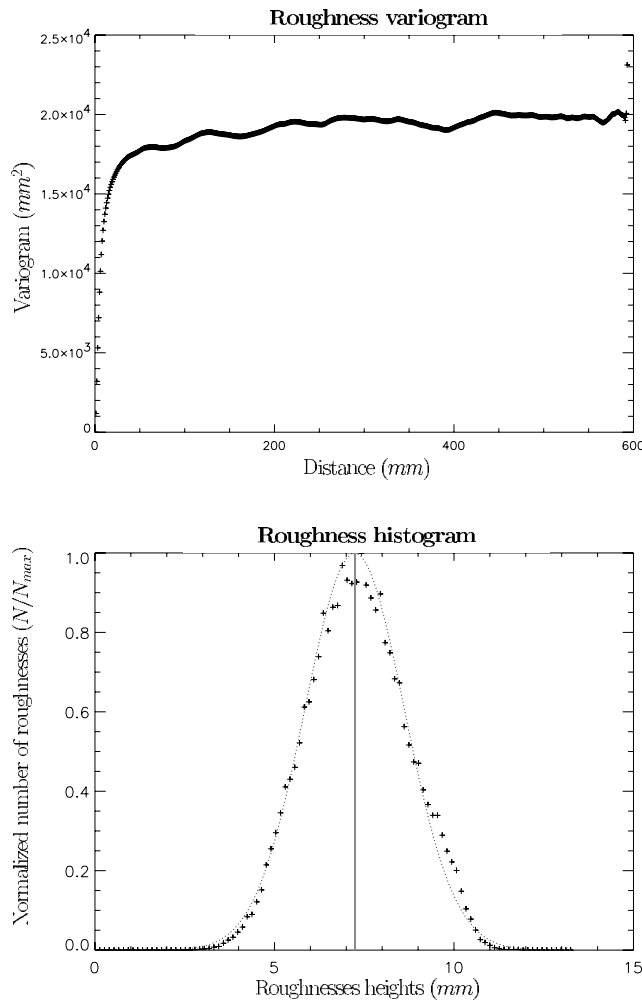 Roughness variogram
2.5×10⁴
2.0×10⁴
1.5×10⁴
1.0×10⁴
5.0×10³
0
Variogram (mm²)
0 200 400 600
Distance (mm)
Roughness histogram
1.0
0.8
0.6
0.4
0.2
0.0
Normalized number of roughnesses (N/Nmax)
0 5 10 15
Roughnesses heights (mm)